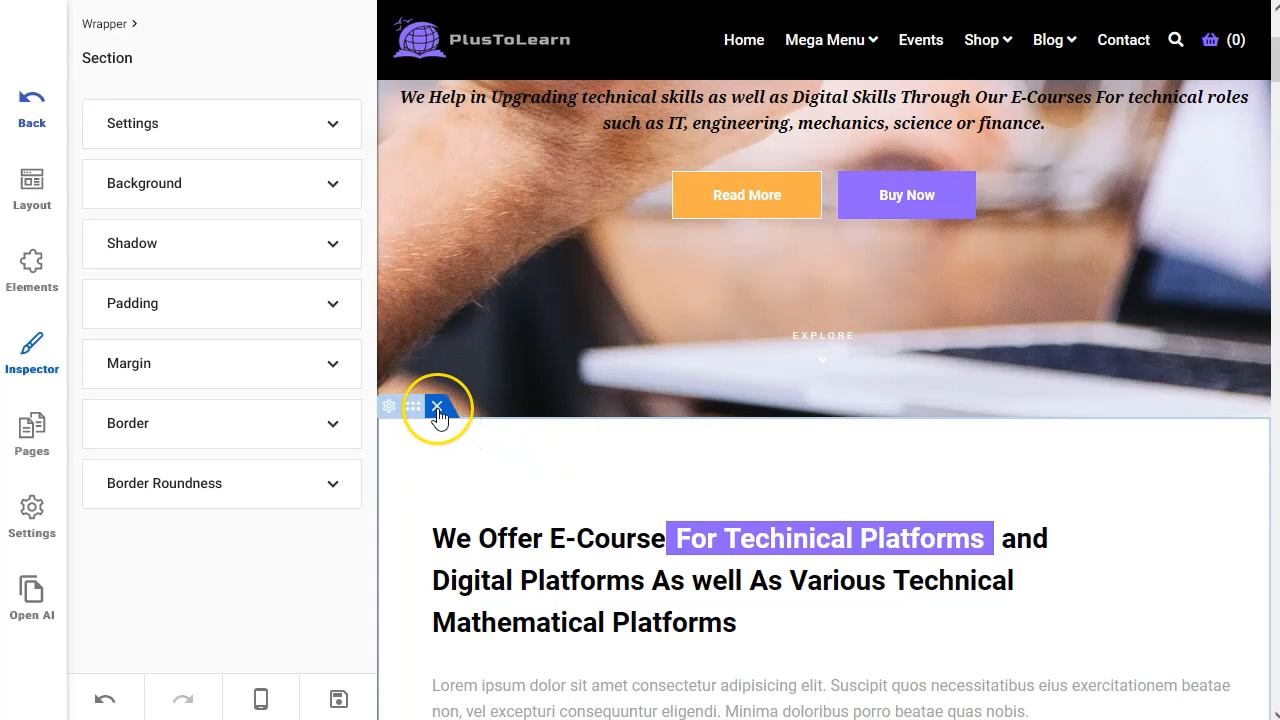 Wrapper
Section
Back
Layout
Elements
Inspector
Pages
Settings
Open AI
Settings
Background
Shadow
Padding
Margin
Border
Border Roundness
PlusToLearn
Home Mega Menu Events Shop Blog Contact (0)
We Help in Upgrading technical skills as well as Digital Skills Through Our E-Courses For technical roles
such as IT, engineering, mechanics, science or finance.
Read More Buy Now
EXPLORE
We Offer E-Course For Techinical Platforms and
Digital Platforms As well As Various Technical
Mathematical Platforms
Lorem ipsum dolor sit amet consectetur adipisicing elit. Suscipit quos necessitatibus eius exercitationem beatae
non, vel excepturi consequuntur eligendi. Minima doloribus porro beatae quas nobis.